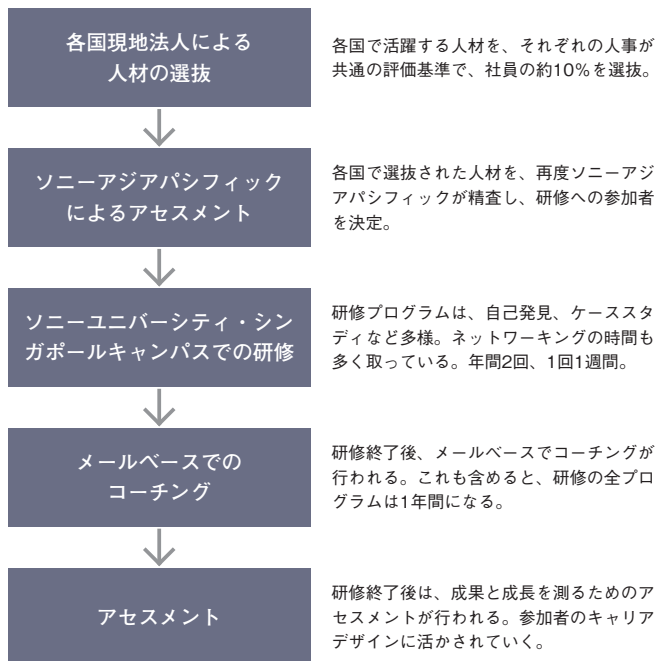 各国現地法人による
人材の選抜
各国で活躍する人材を、それぞれの人事が
共通の評価基準で、社員の約10％を選抜。
ソニーアジアパシフィック
によるアセスメント
各国で選抜された人材を、再度ソニーアジ
アパシフィックが精査し、研修への参加者
を決定。
ソニーユニバーシティ・シン
ガポールキャンパスでの研修
研修プログラムは、自己発見、ケーススタ
ディなど多様。ネットワーキングの時間も
多く取っている。年間2回、1回1週間。
メールベースでの
コーチング
研修終了後、メールベースでコーチングが
行われる。これも含めると、研修の全プロ
グラムは1年間になる。
アセスメント
研修終了後は、成果と成長を測るためのア
セスメントが行われる。参加者のキャリア
デザインに活かされていく。